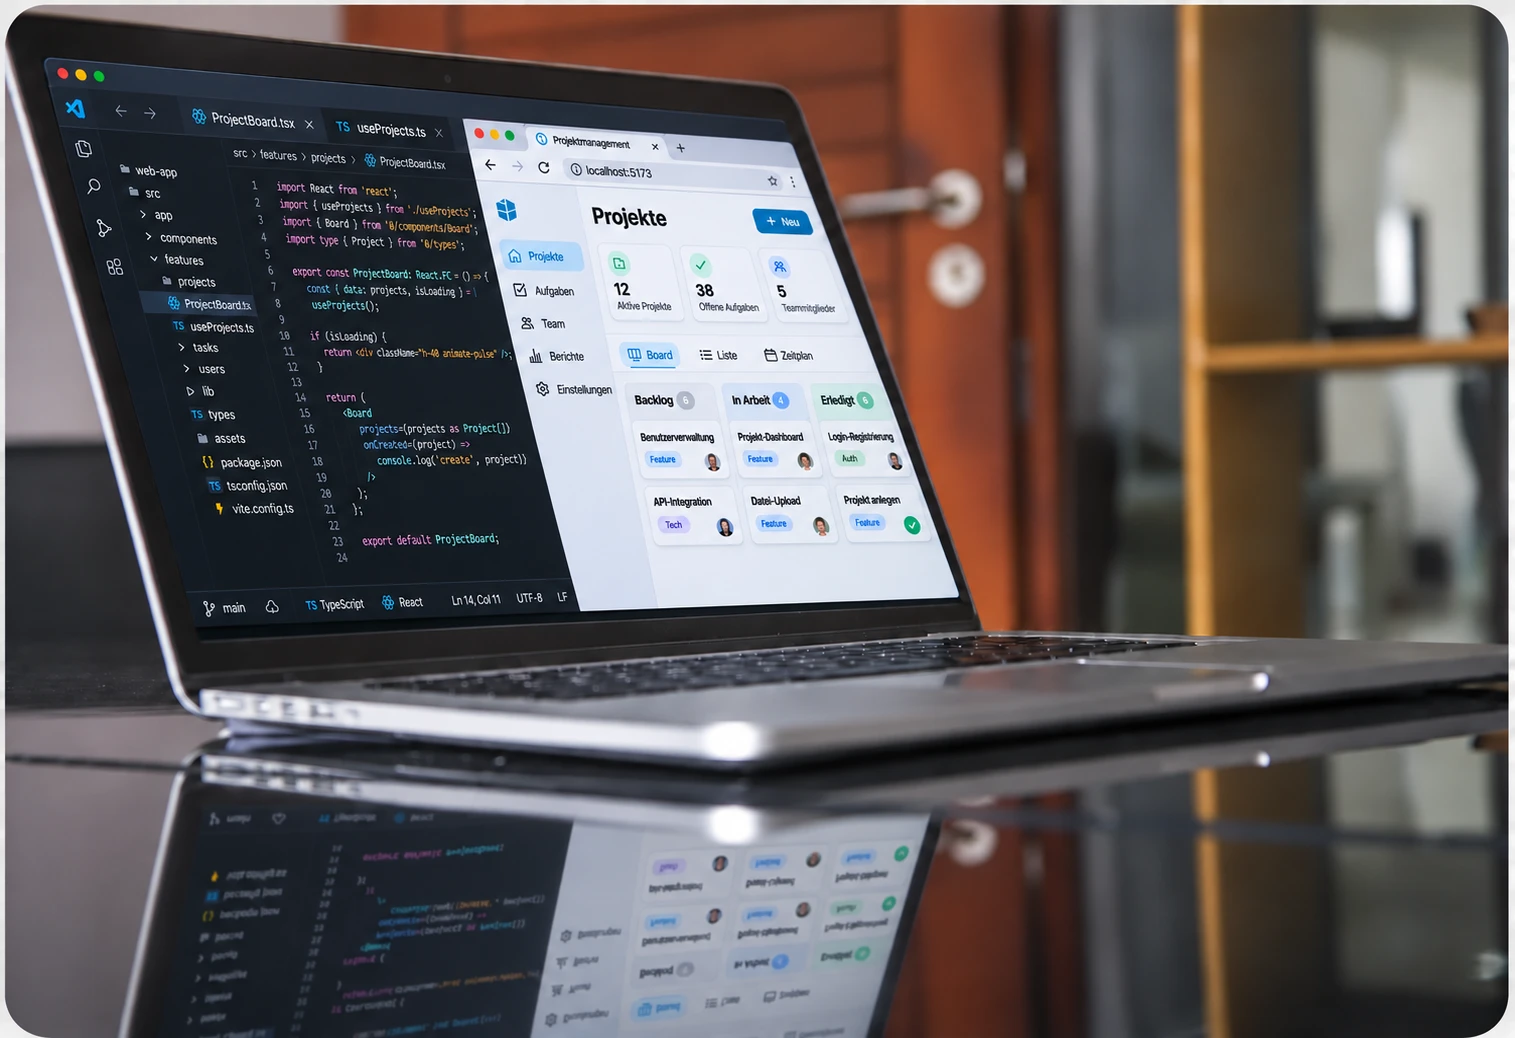 ProjectBoard.tsx
TS useProjects.ts
src > features > projects > ProjectBoard.tsx
web-app
src
app
components
features
projects
ProjectBoard.tsx
TS useProjects.ts
tasks
users
lib
TS types
assets
{} package.json
TS tsconfig.json
vite.config.ts
1 import React from 'react';
2 import { useProjects } from './useProjects';
3 import { Board } from '@/components/Board';
4 import type { Project } from '@/types';
5
6 export const ProjectBoard: React.FC = () => {
7 const { data: projects, isLoading } =
8 useProjects();
9
10 if (isLoading) {
11 return <div className="h-40 animate-pulse" />;
12 }
13
14 return (
15 <Board
16 projects={projects as Project[]}
17 onCreated={(project) =>
18 console.log('create', project)}
19 />
20 );
21 };
22
23 export default ProjectBoard;
24
main
TS TypeScript
React
Ln 14, Col 11
UTF-8
LF
Projektmanagement
localhost:5173
Projekte
Aufgaben
Team
Berichte
Einstellungen
Projekte
+ Neu
12
Aktive Projekte
38
Offene Aufgaben
5
Teammitglieder
Board
Liste
Zeitplan
Backlog 6
Benutzerverwaltung
Feature
API-Integration
Tech
In Arbeit 4
Projekt-Dashboard
Feature
Datei-Upload
Feature
Erledigt 6
Login-Registrierung
Auth
Projekt anlegen
Feature